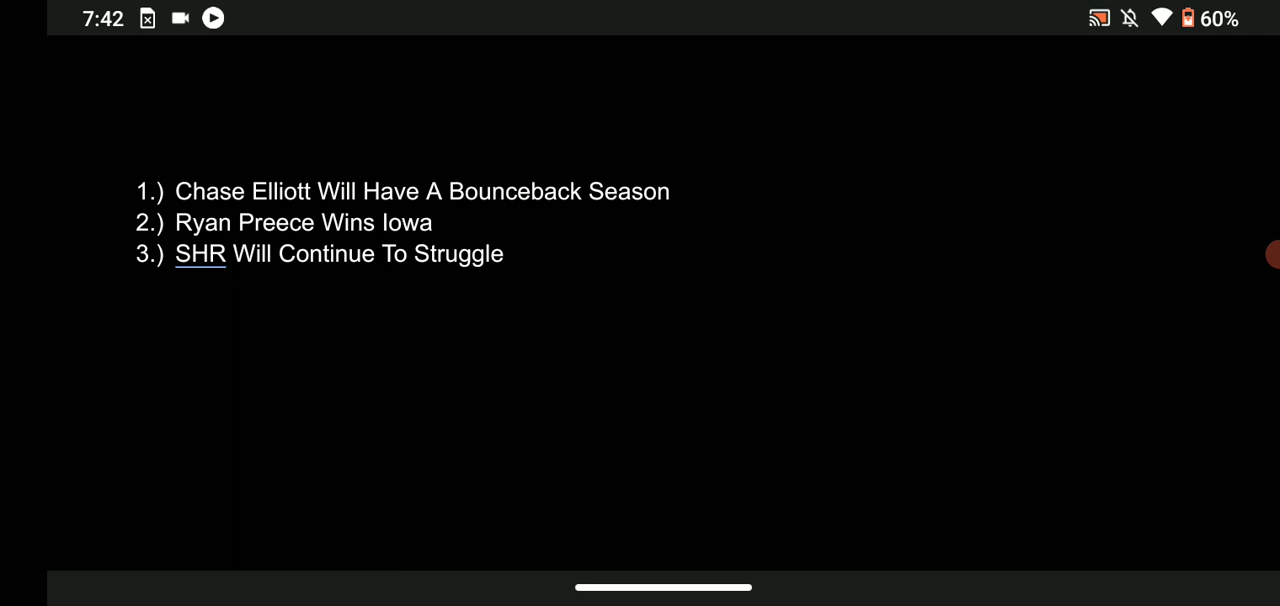 7:42
60%
1.) Chase Elliott Will Have A Bounceback Season
2.) Ryan Preece Wins Iowa
3.) SHR Will Continue To Struggle